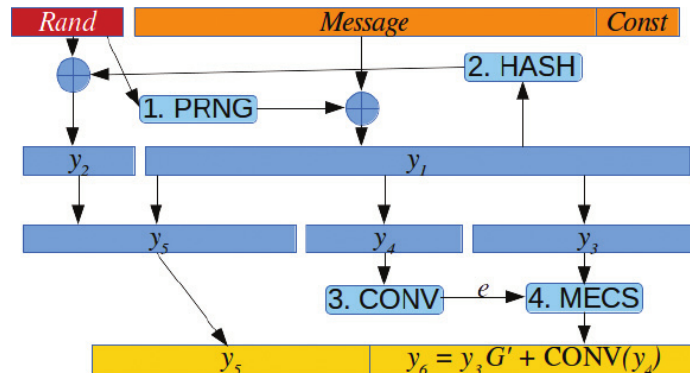 Rand Message Const
2. HASH
1. PRNG
y₂ y₁
y₅ y₄ y₃
3. CONV e 4. MECS
y₅ y₆ = y₃G′ + CONV(y₄)